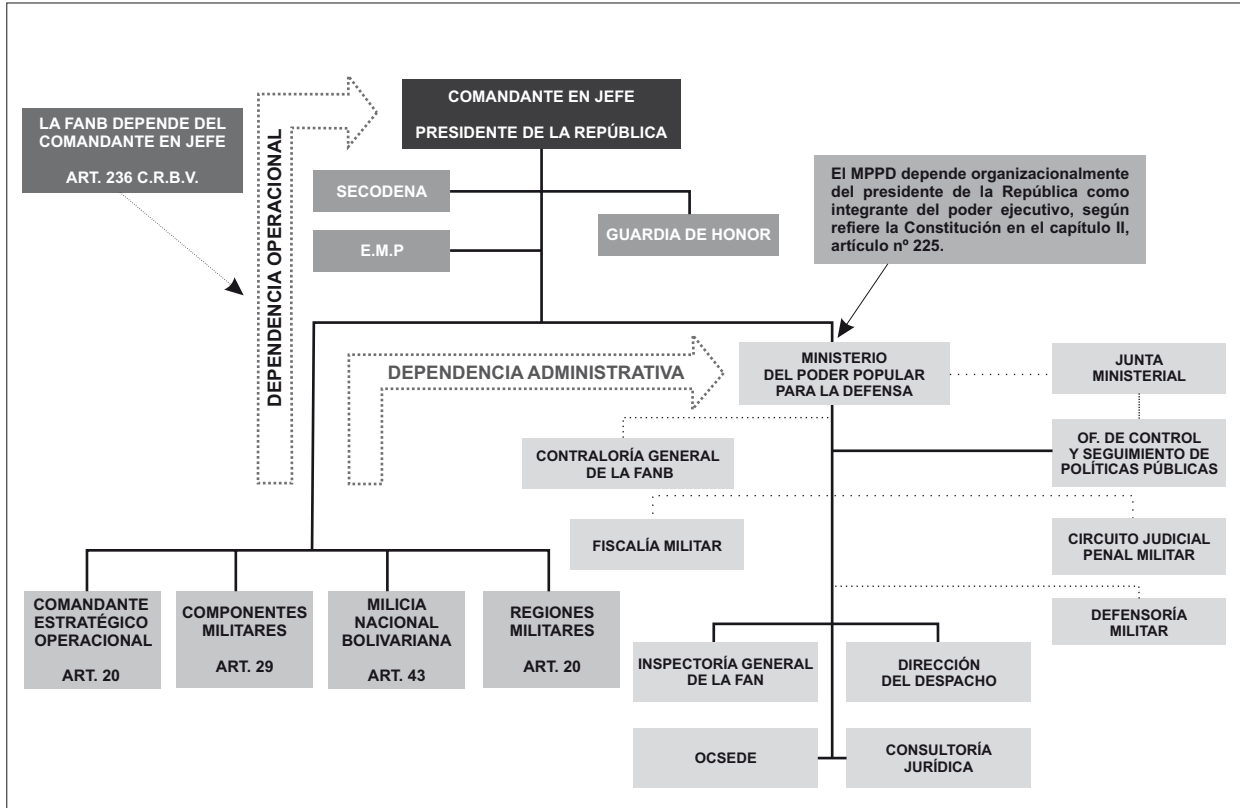 COMANDANTE EN JEFE
PRESIDENTE DE LA REPÚBLICA
LA FANB DEPENDE DEL
COMANDANTE EN JEFE
ART. 236 C.R.B.V.
DEPENDENCIA OPERACIONAL
SECODENA
GUARDIA DE HONOR
E.M.P
El MPPD depende organizacionalmente
del presidente de la República como
integrante del poder ejecutivo, según
refiere la Constitución en el capítulo II,
artículo nº 225.
DEPENDENCIA ADMINISTRATIVA
MINISTERIO
DEL PODER POPULAR
PARA LA DEFENSA
JUNTA
MINISTERIAL
CONTRALORÍA GENERAL
DE LA FANB
OF. DE CONTROL
Y SEGUIMIENTO DE
POLÍTICAS PÚBLICAS
FISCALÍA MILITAR
CIRCUITO JUDICIAL
PENAL MILITAR
COMANDANTE
ESTRATÉGICO
OPERACIONAL
ART. 20
COMPONENTES
MILITARES
ART. 29
MILICIA
NACIONAL
BOLIVARIANA
ART. 43
REGIONES
MILITARES
ART. 20
DEFENSORÍA
MILITAR
INSPECTORÍA GENERAL
DE LA FAN
DIRECCIÓN
DEL DESPACHO
OCSEDE
CONSULTORÍA
JURÍDICA